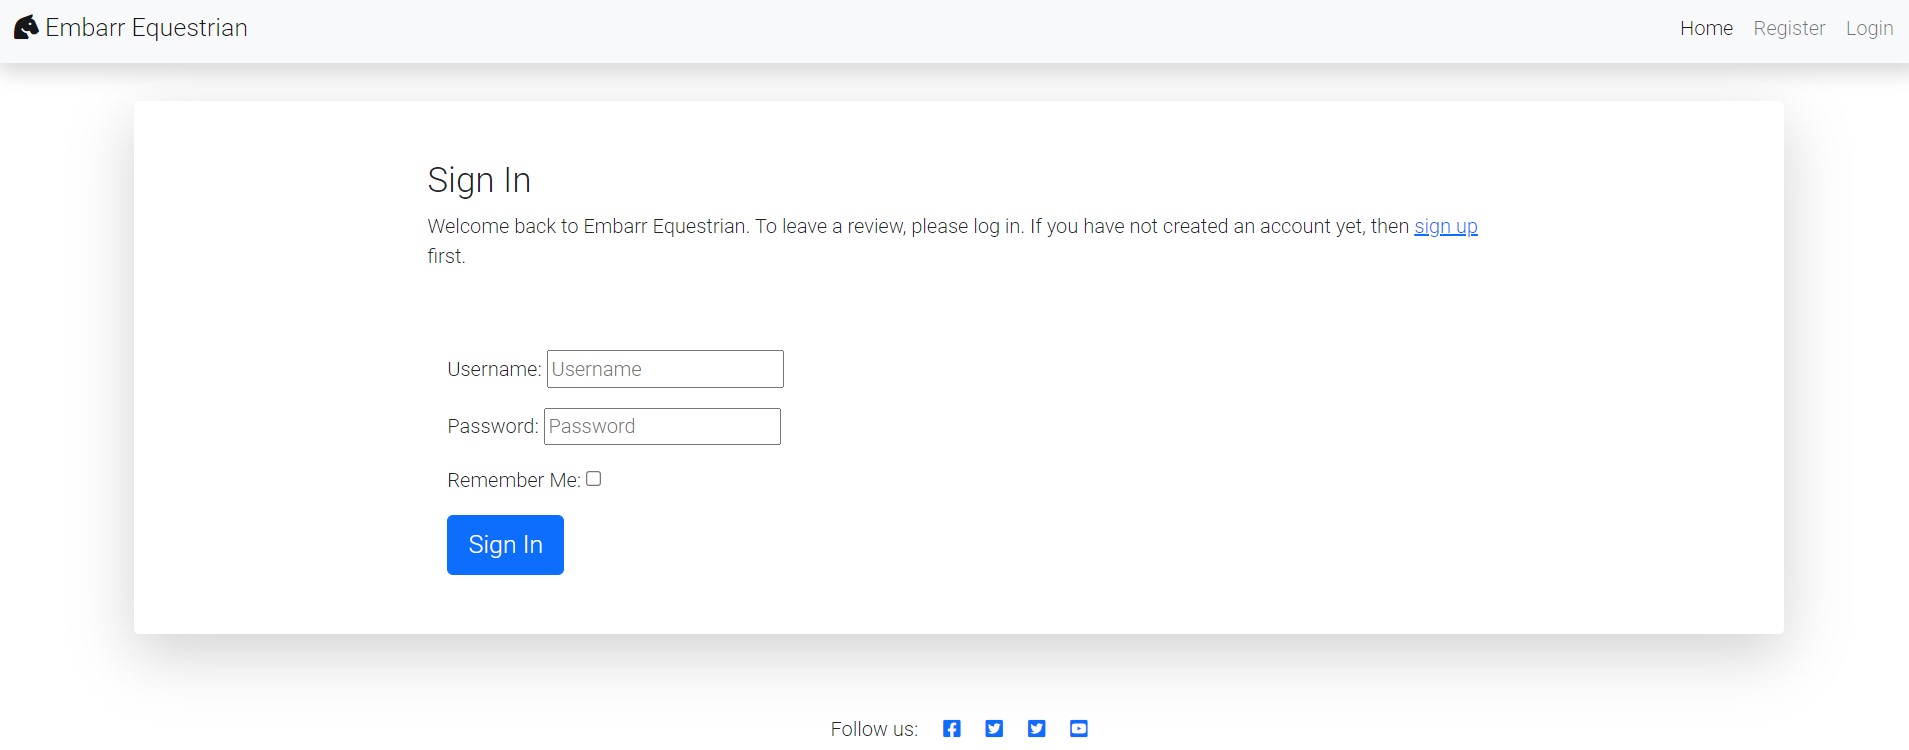 Embarr Equestrian
Home Register Login
Sign In
Welcome back to Embarr Equestrian. To leave a review, please log in. If you have not created an account yet, then sign up
first.
Username: Username
Password: Password
Remember Me:
Sign In
Follow us: